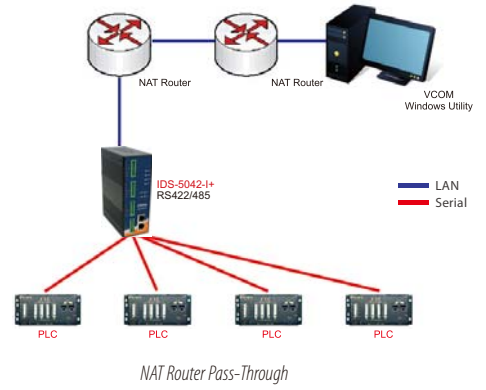 NAT Router
NAT Router
VCOM
Windows Utility
IDS-5042-I+
RS422/485
LAN
Serial
PLC
PLC
PLC
PLC
NAT Router Pass-Through